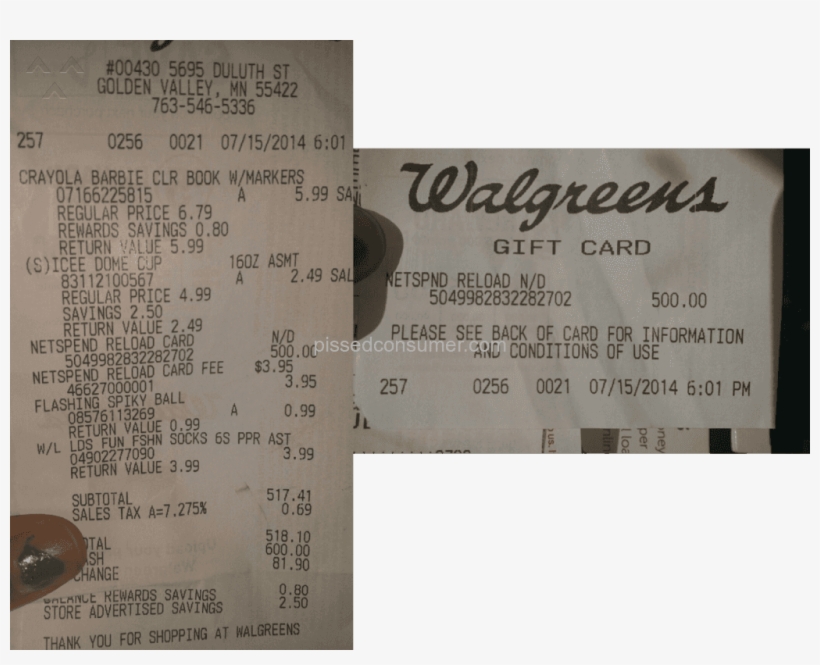 #00430 5695 DULUTH ST
GOLDEN VALLEY, MN 55422
763-546-5336
257 0256 0021 07/15/2014 6:01
CRAYOLA BARBIE CLR BOOK W/MARKERS
07166225815 A 5.99 SA
REGULAR PRICE 6.79
REWARDS SAVINGS 0.80
RETURN VALUE 5.99
(S)ICEE DOME CUP 16OZ ASMT
83112100567 A 2.49 SAL
REGULAR PRICE 4.99
SAVINGS 2.50
RETURN VALUE 2.49
NETSPEND RELOAD CARD N/D
5049982832282702 500.00
NETSPEND RELOAD CARD FEE $3.95
46627000001 3.95
FLASHING SPIKY BALL
08576113269 A 0.99
RETURN VALUE 0.99
W/L LDS FUN FSHN SOCKS 6S PPR AST
04902277090 3.99
RETURN VALUE 3.99
SUBTOTAL 517.41
SALES TAX A=7.275% 0.69
OTAL 518.10
SH 600.00
CHANGE 81.90
BALANCE REWARDS SAVINGS 0.80
STORE ADVERTISED SAVINGS 2.50
THANK YOU FOR SHOPPING AT WALGREENS
Walgreens
GIFT CARD
NETSPND RELOAD N/D
5049982832282702 500.00
PLEASE SEE BACK OF CARD FOR INFORMATION
AND CONDITIONS OF USE
257 0256 0021 07/15/2014 6:01 PM
pissedconsumer.com